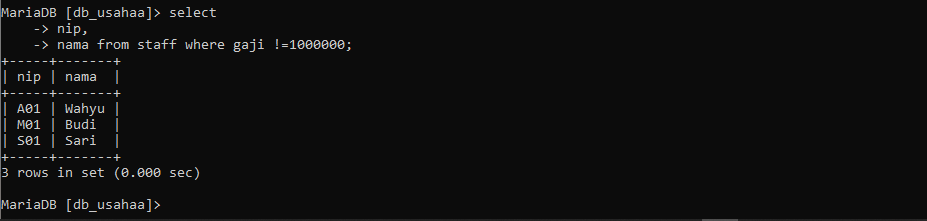 MariaDB [db_usahaa]> select
    -> nip,
    -> nama from staff where gaji !=1000000;
+-----+-------+
| nip | nama  |
+-----+-------+
| A01 | Wahyu |
| M01 | Budi  |
| S01 | Sari  |
+-----+-------+
3 rows in set (0.000 sec)
MariaDB [db_usahaa]>